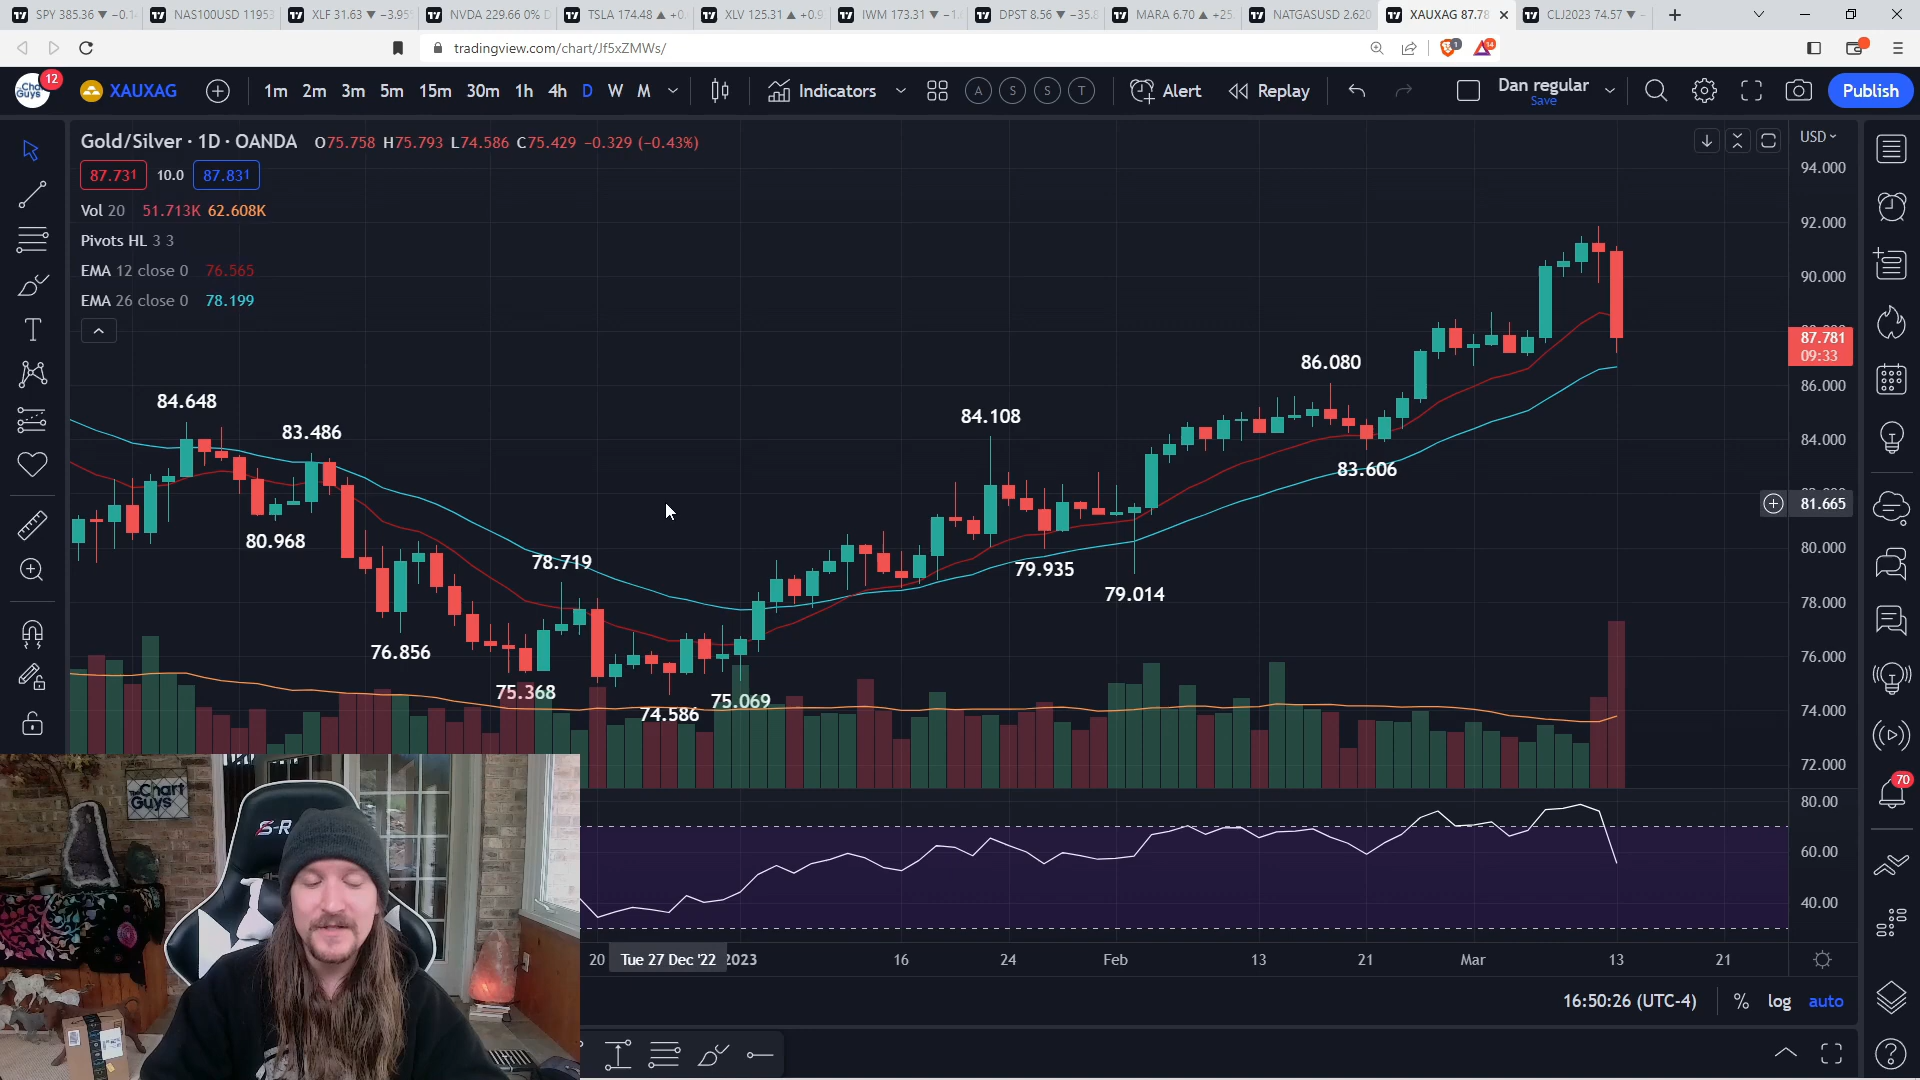 SPY 385.36 ▼ −0.1
NAS100USD 1195
XLF 31.63 ▼ −3.95
NVDA 229.66 0%
TSLA 174.48 ▲ +0.
XLV 125.31 ▲ +0.9
IWM 173.31 ▼ −1.
DPST 8.56 ▼ −35.8
MARA 6.70 ▲ +25
NATGASUSD 2.620
XAUXAG 87.78
CLJ2023 74.57 ▼
tradingview.com/chart/Jf5xZMWs/
14
12
XAUXAG
1m 2m 3m 5m 15m 30m 1h 4h D W M
Indicators
A S S T
Alert
Replay
Dan regular
Save
Publish
Gold/Silver · 1D · OANDA O75.758 H75.793 L74.586 C75.429 −0.329 (−0.43%)
USD
87.731 10.0 87.831
Vol 20 51.713K 62.608K
Pivots HL 3 3
EMA 12 close 0 76.565
EMA 26 close 0 78.199
94.000
92.000
90.000
87.781
09:33
86.000
84.000
81.665
80.000
78.000
76.000
74.000
72.000
80.00
60.00
40.00
84.648
83.486
80.968
76.856
78.719
75.368
74.586
75.069
84.108
79.935
79.014
86.080
83.606
70
The Chart Guys
S-R
20 Tue 27 Dec '22 2023 16 24 Feb 13 21 Mar 13 21
16:50:26 (UTC-4) % log auto